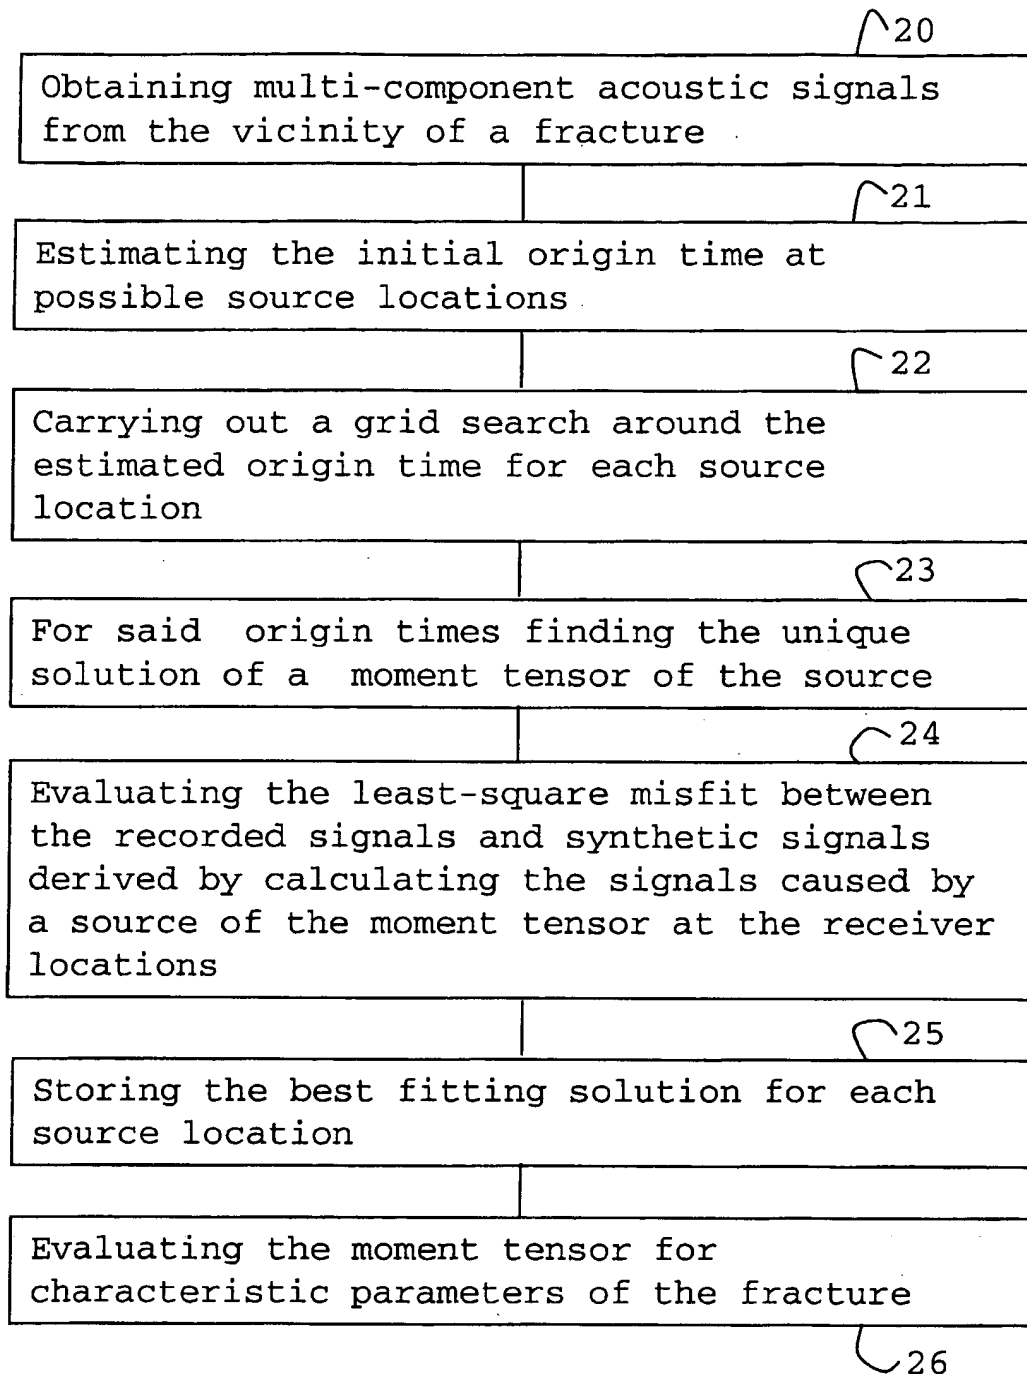 20
Obtaining multi-component acoustic signals
from the vicinity of a fracture
21
Estimating the initial origin time at
possible source locations
22
Carrying out a grid search around the
estimated origin time for each source
location
23
For said origin times finding the unique
solution of a moment tensor of the source
24
Evaluating the least-square misfit between
the recorded signals and synthetic signals
derived by calculating the signals caused by
a source of the moment tensor at the receiver
locations
25
Storing the best fitting solution for each
source location
Evaluating the moment tensor for
characteristic parameters of the fracture
26